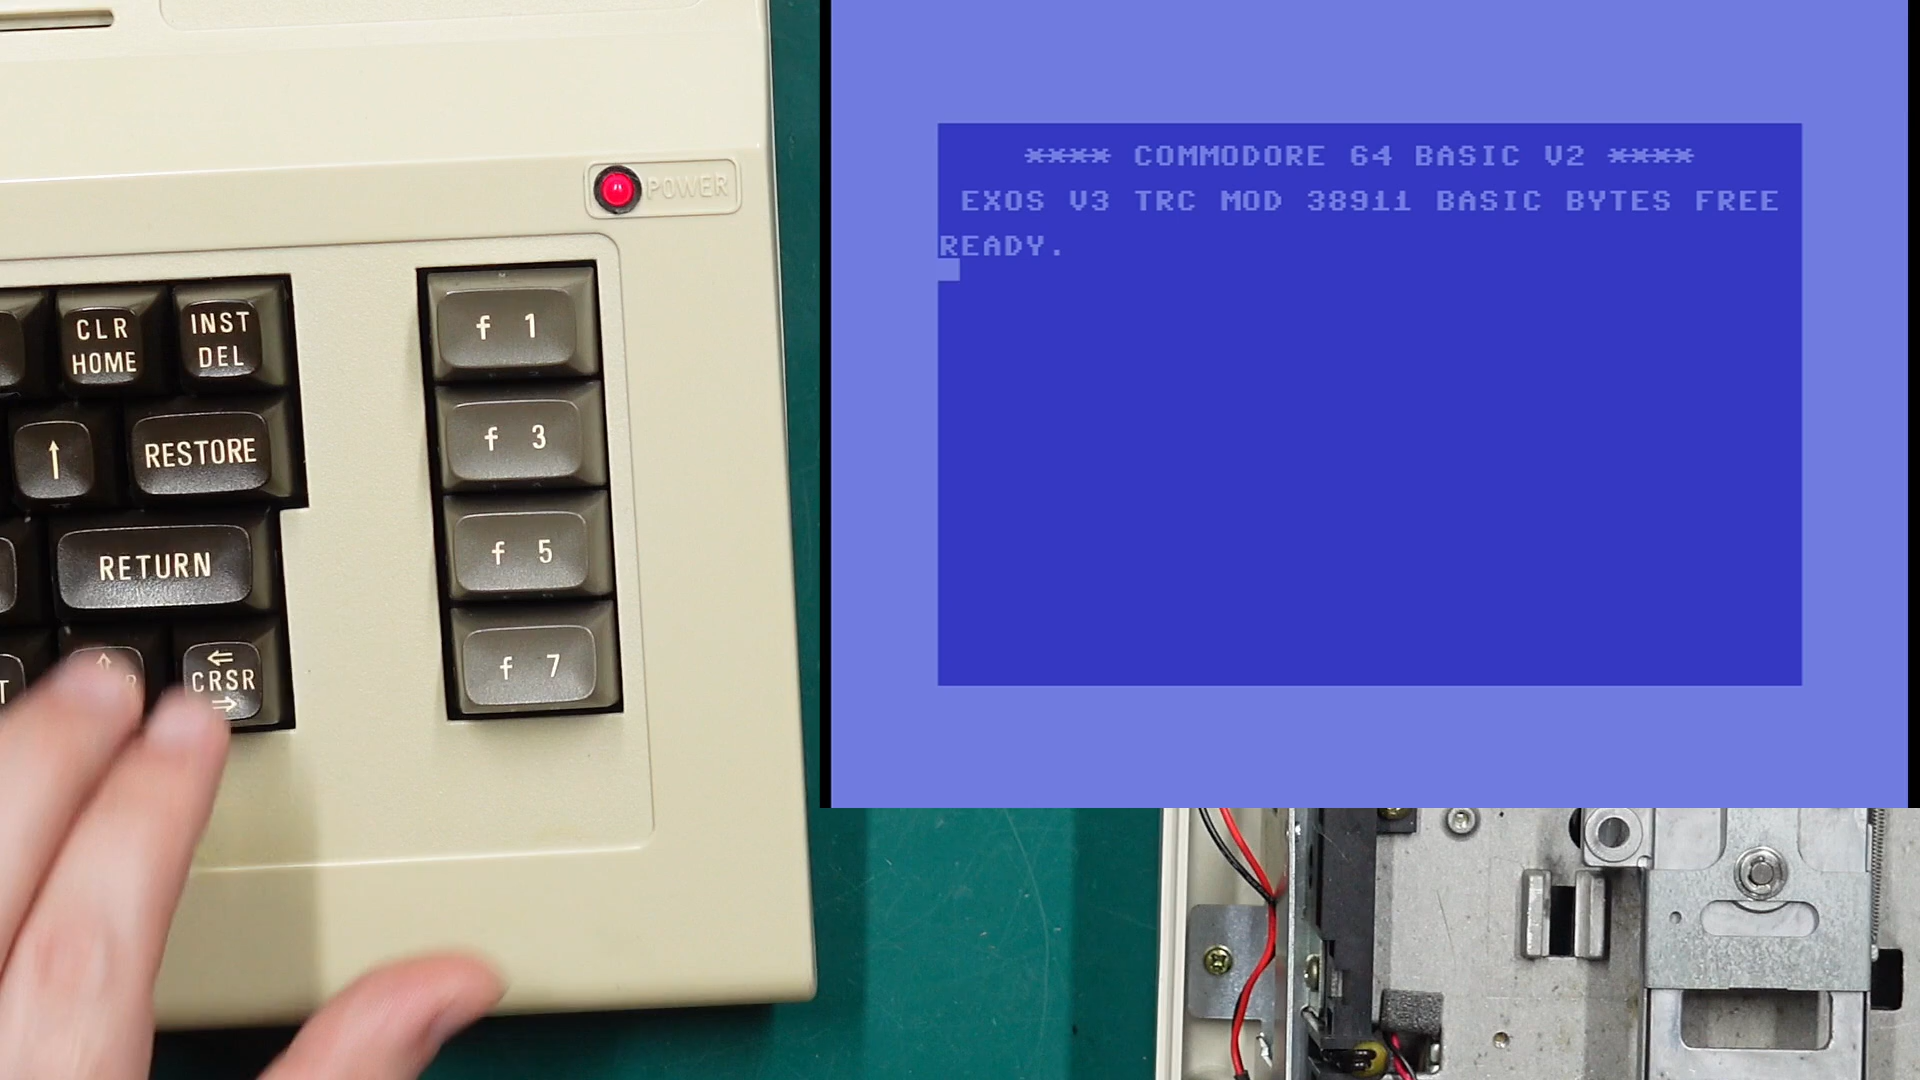 POWER
CLR
HOME
INST
DEL
↑
RESTORE
RETURN
⇐
CRSR
⇒
f 1
f 3
f 5
f 7
**** COMMODORE 64 BASIC V2 ****
EXOS V3 TRC MOD 38911 BASIC BYTES FREE
READY.